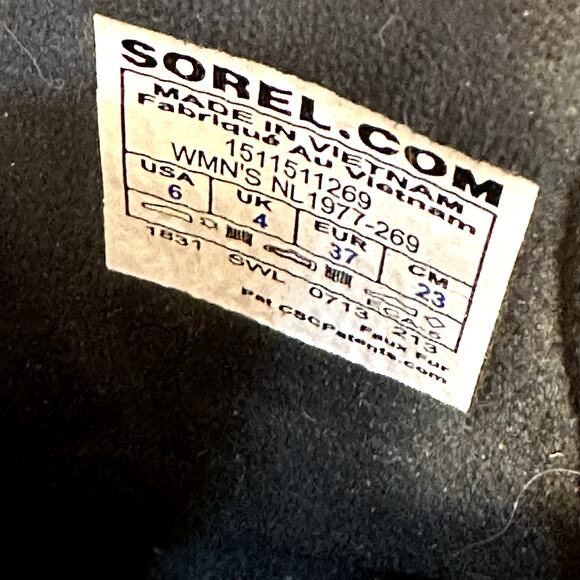 SOREL.COM
MADE IN VIETNAM
Fabriqué Au Vietnam
1511511269
WMN'S NL1977-269
USA UK EUR CM
6 4 37 23
1831 SWL 0713 213
Faux Fur
Pat CSCPatents.com